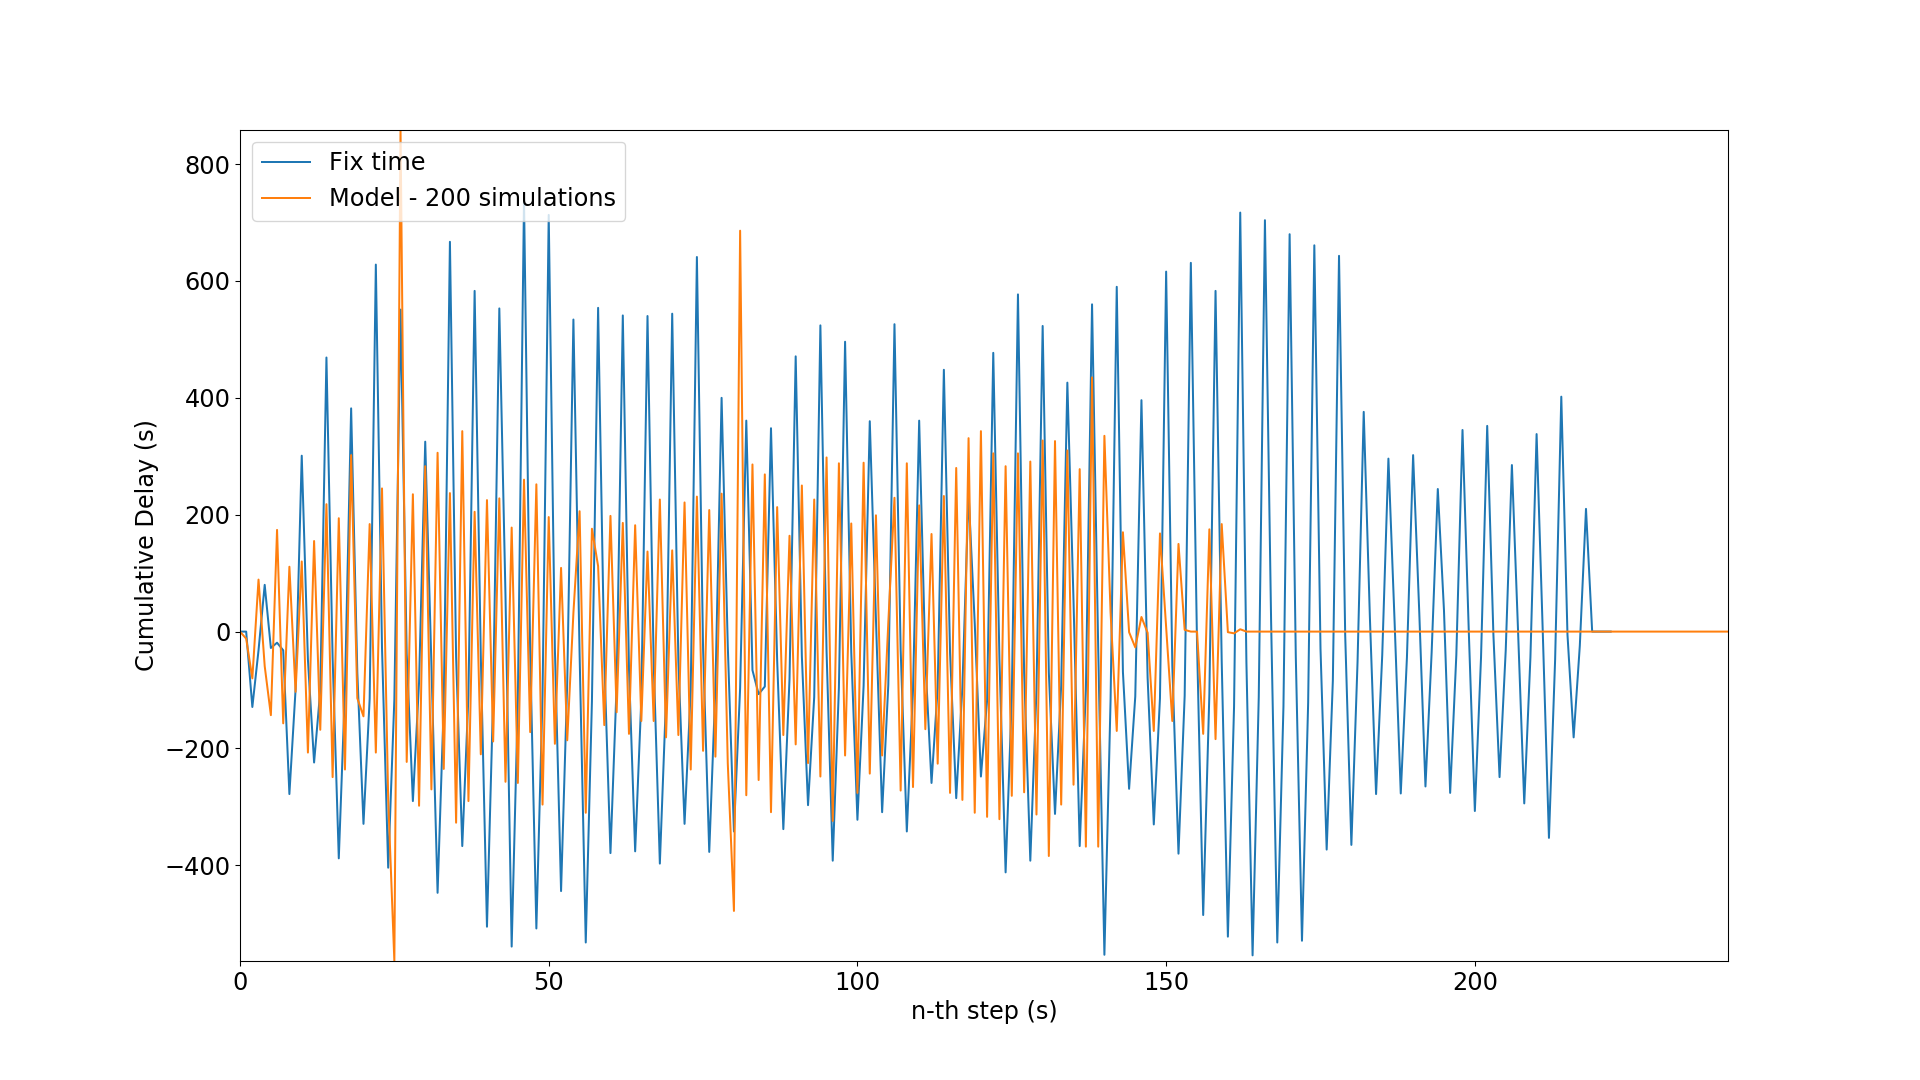 Fix time
Model - 200 simulations
800
600
400
200
0
−200
−400
Cumulative Delay (s)
0 50 100 150 200
n-th step (s)